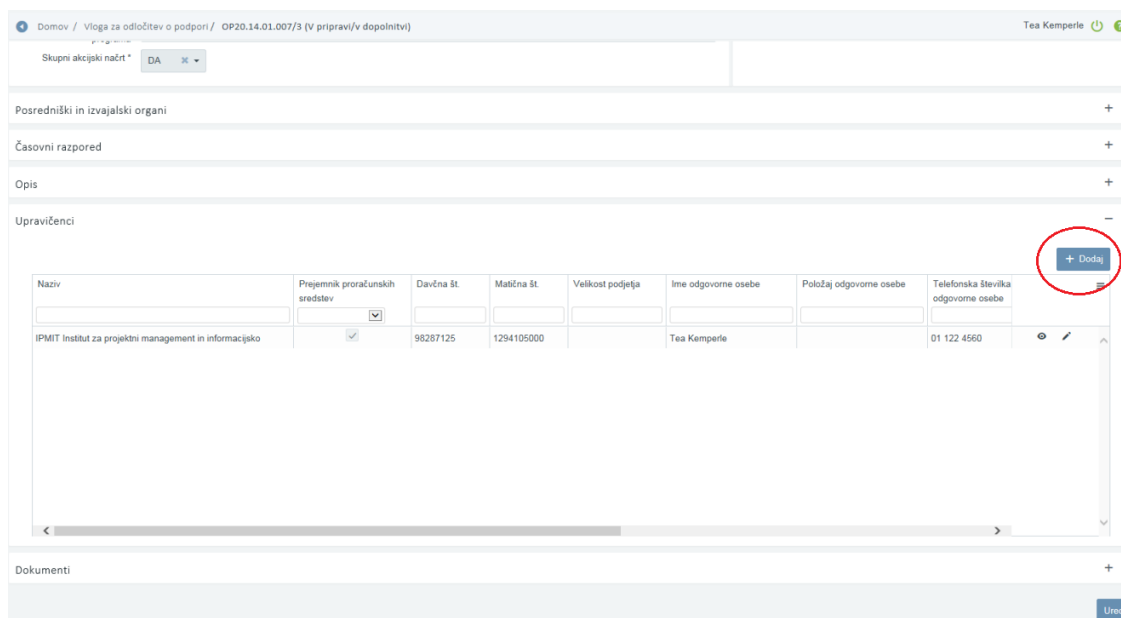 Domov / Vloga za odločitev o podpori / OP20.14.01.007/3 (V pripravi/v dopolnitvi)
Tea Kemperle
Skupni akcijski načrt *
DA
Posredniški in izvajalski organi
Časovni razpored
Opis
Upravičenci
+ Dodaj
Naziv
Prejemnik proračunskih
sredstev
Davčna št.
Matična št.
Velikost podjetja
Ime odgovorne osebe
Položaj odgovorne osebe
Telefonska številka
odgovorne osebe
IPMIT Institut za projektni management in informacijsko
98287125
1294105000
Tea Kemperle
01 122 4560
Dokumenti